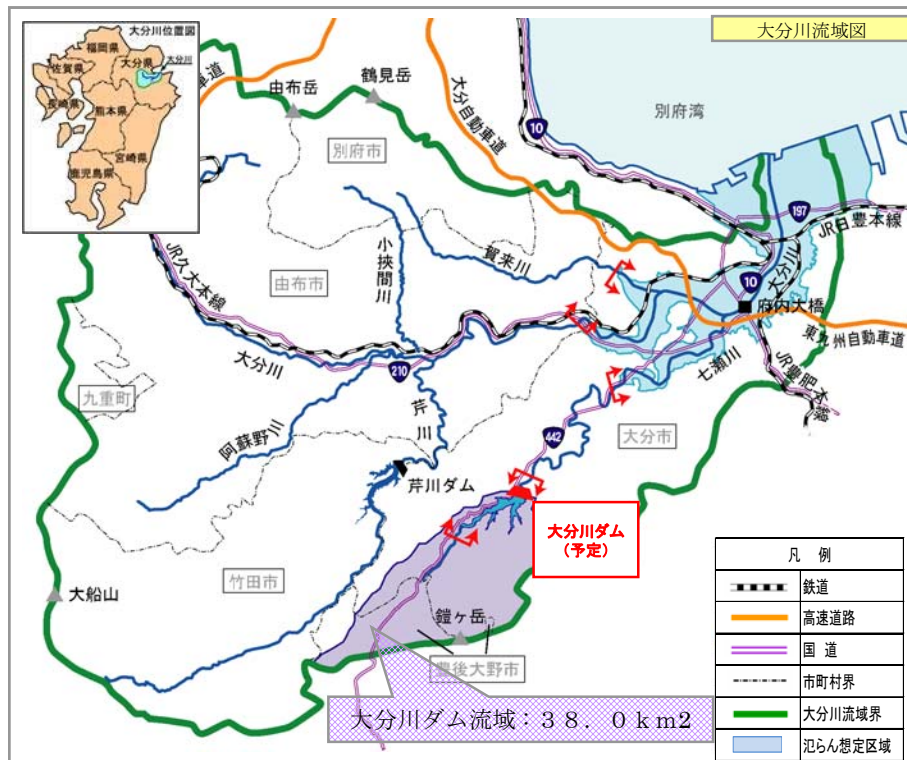 大分川流域図
大分川位置図
福岡県
大分県
大分川
佐賀県
長崎県
熊本県
宮崎県
鹿児島県
車道
由布岳
鶴見岳
大分自動車道
10
別府湾
別府市
197
JR日豊本線
小挾間川
賀来川
大分川
10
JR久大本線
由布市
府内大橋
東九州自動車道
大分川
210
七瀬川
JR豊肥本線
九重町
芹川
442
大分市
阿蘇野川
芹川ダム
大分川ダム
(予定)
竹田市
大船山
鎧ヶ岳
豊後大野市
大分川ダム流域:38.0km2
凡 例
鉄道
高速道路
国 道
市町村界
大分川流域界
氾らん想定区域